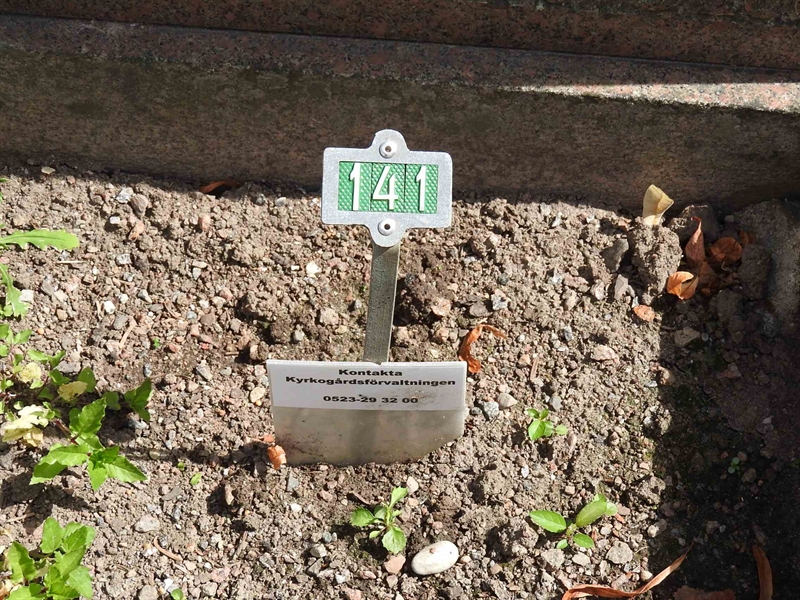 141
Kontakta
Kyrkogårdsförvaltningen
0523-29 32 00